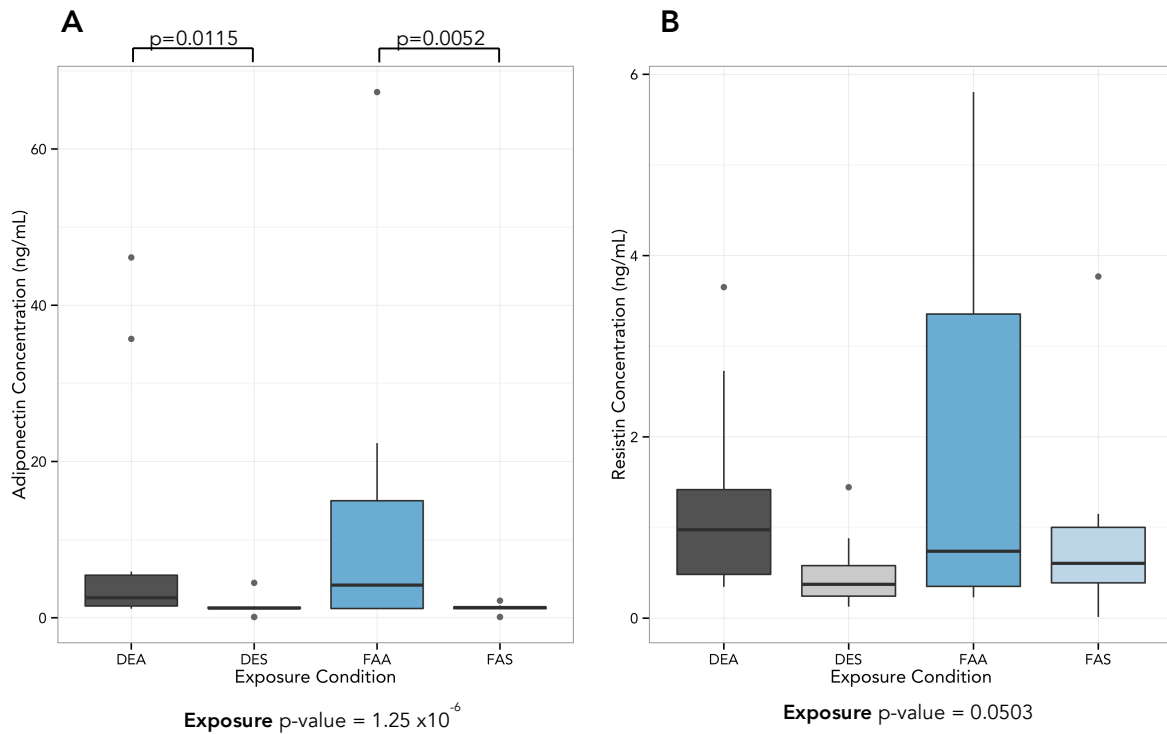 A
p=0.0115
p=0.0052
Adiponectin Concentration (ng/mL)
60
40
20
0
DEA DES FAA FAS
Exposure Condition
Exposure p-value = 1.25 x10-6
B
Resistin Concentration (ng/mL)
6
4
2
0
DEA DES FAA FAS
Exposure Condition
Exposure p-value = 0.0503